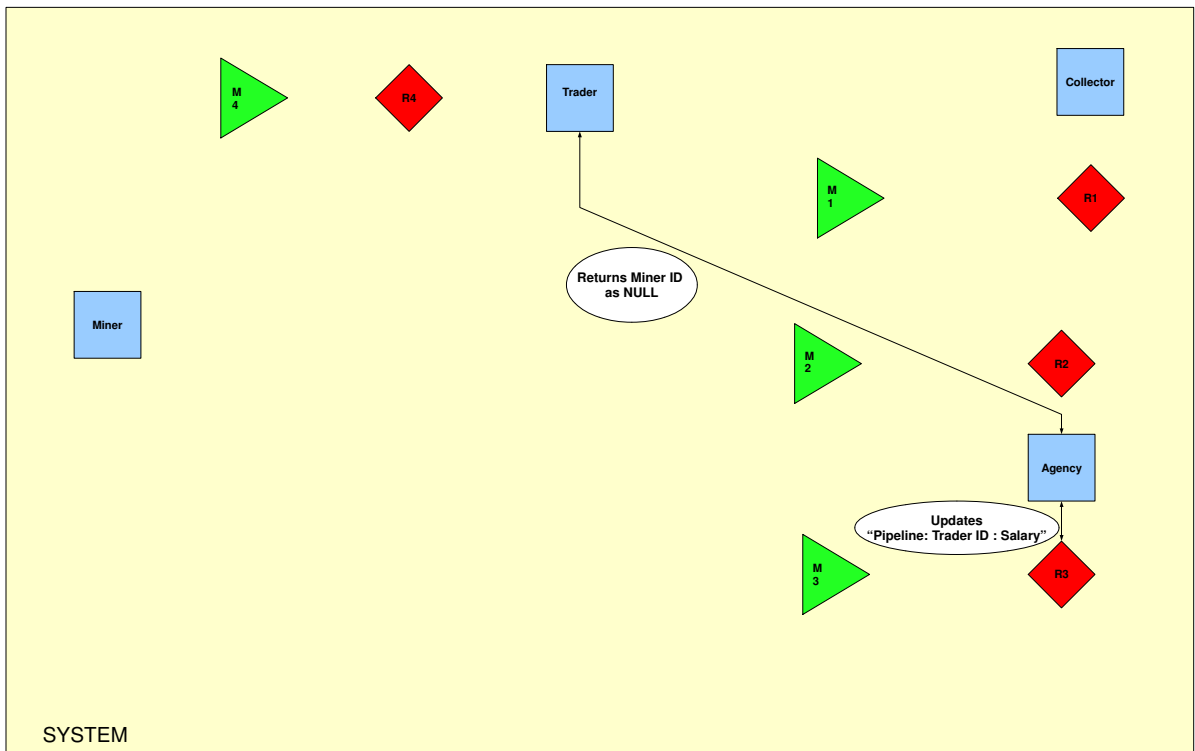 Collector
Trader
M
4
R4
M
1
R1
Returns Miner ID
as NULL
Miner
M
2
R2
Agency
Updates
“Pipeline: Trader ID : Salary”
M
3
R3
SYSTEM